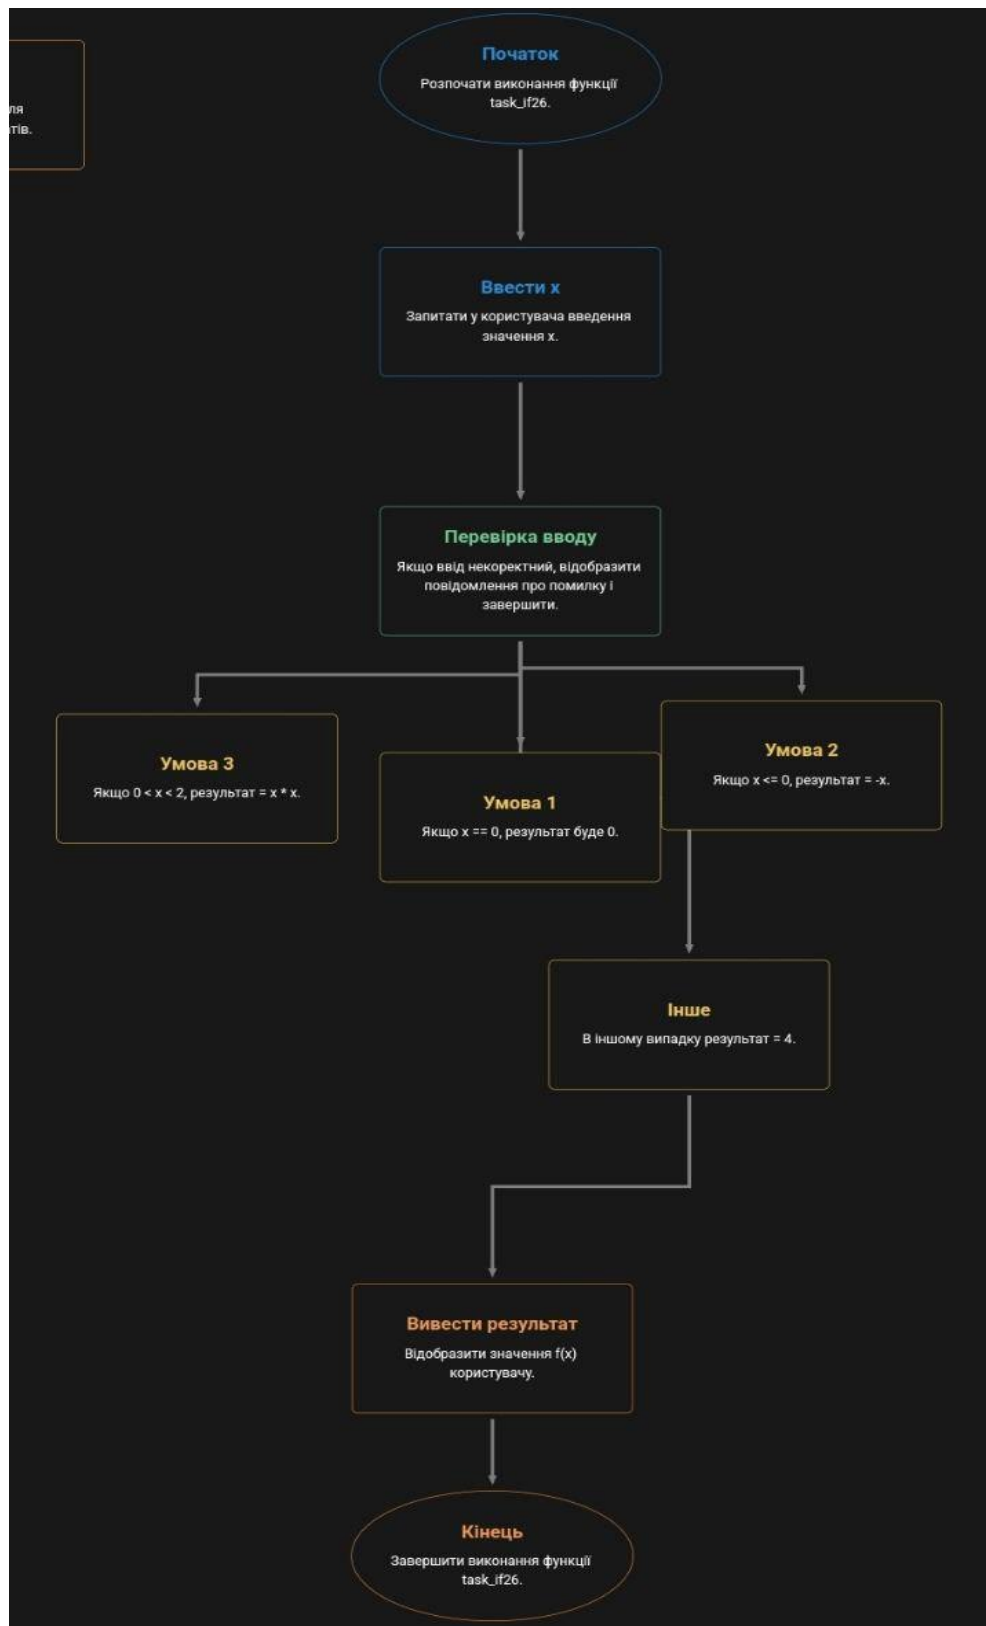 Початок
Розпочати виконання функції
task_if26.
ля
тів.
Ввести x
Запитати у користувача введення
значення x.
Перевірка вводу
Якщо ввід некоректний, відобразити
повідомлення про помилку і
завершити.
Умова 3
Якщо 0 < x < 2, результат = x * x.
Умова 1
Якщо x == 0, результат буде 0.
Умова 2
Якщо x <= 0, результат = -x.
Інше
В іншому випадку результат = 4.
Вивести результат
Відобразити значення f(x)
користувачу.
Кінець
Завершити виконання функції
task_if26.